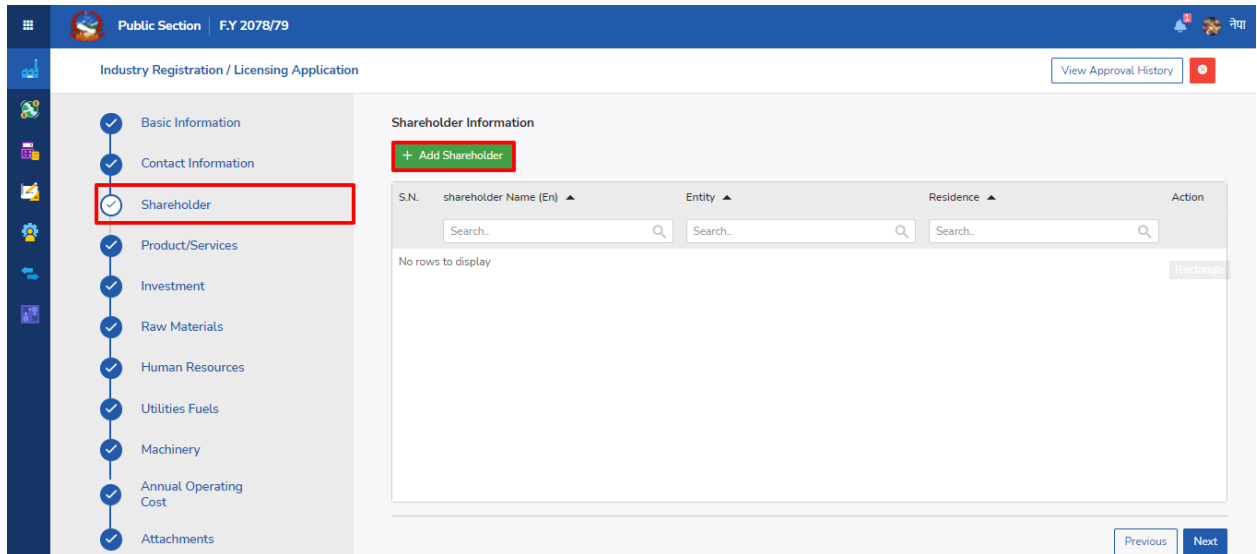 Public Section | F.Y 2078/79
1
नेपा
Industry Registration / Licensing Application
View Approval History
Basic Information
Contact Information
Shareholder
Product/Services
Investment
Raw Materials
Human Resources
Utilities Fuels
Machinery
Annual Operating
Cost
Attachments
Shareholder Information
+ Add Shareholder
S.N. shareholder Name (En) ▲ Entity ▲ Residence ▲ Action
Search.. Search.. Search..
No rows to display
Rectangle
Previous Next